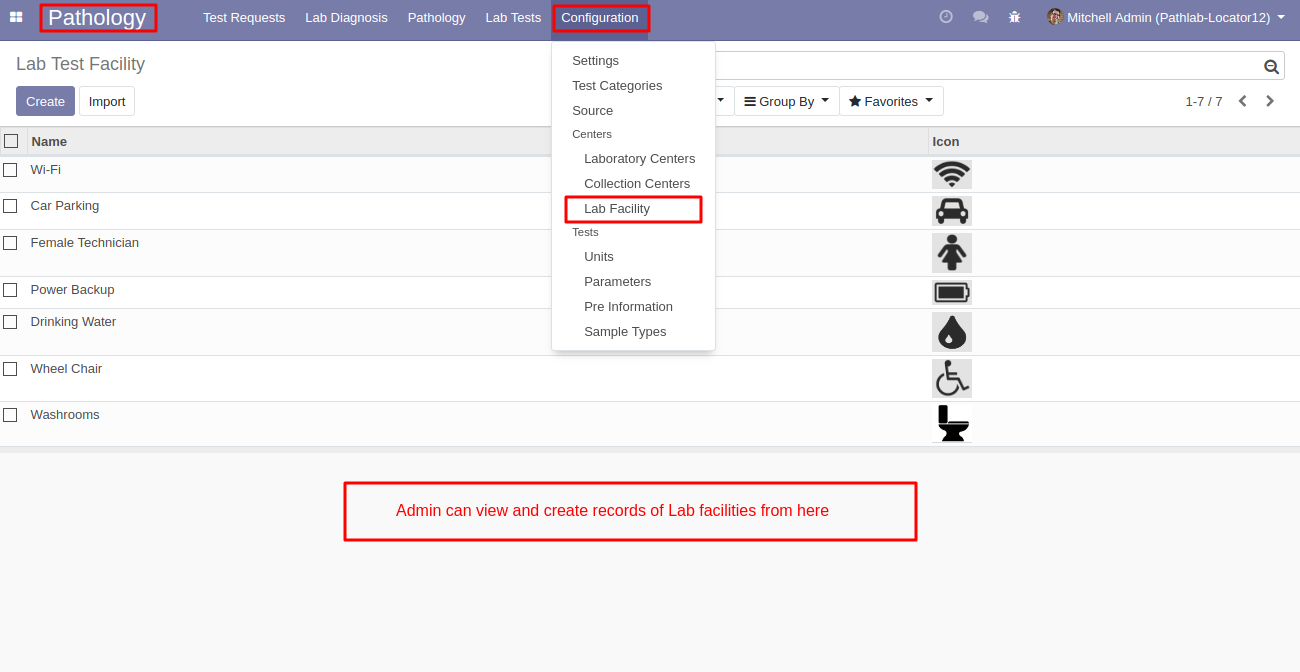 Pathology
Test Requests Lab Diagnosis Pathology Lab Tests Configuration
Mitchell Admin (Pathlab-Locator12)
Lab Test Facility
Create Import
Group By Favorites 1-7 / 7
Settings
Test Categories
Source
Centers
Laboratory Centers
Collection Centers
Lab Facility
Tests
Units
Parameters
Pre Information
Sample Types
Name Icon
Wi-Fi
Car Parking
Female Technician
Power Backup
Drinking Water
Wheel Chair
Washrooms
Admin can view and create records of Lab facilities from here